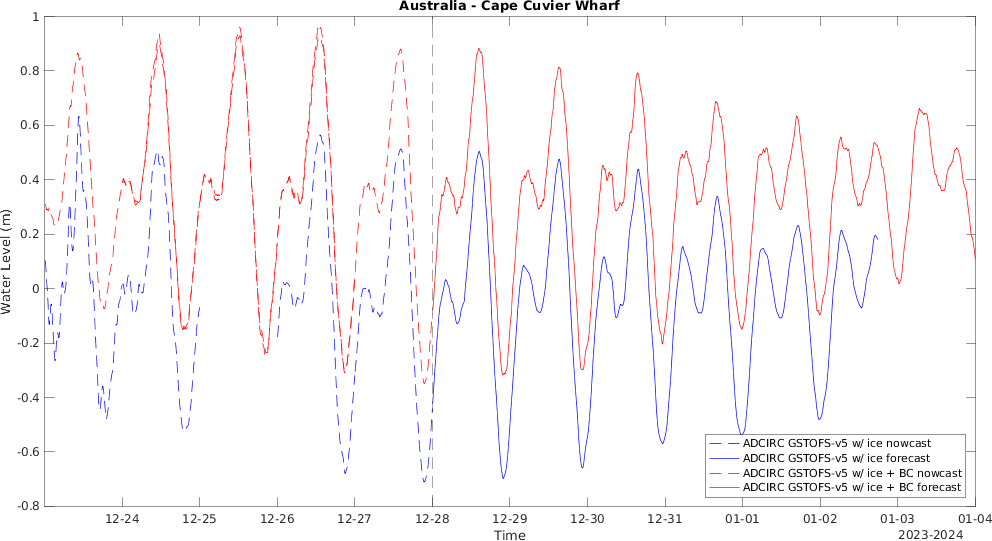 Australia - Cape Cuvier Wharf
1
0.8
0.6
0.4
0.2
0
-0.2
-0.4
-0.6
-0.8
Water Level (m)
12-24 12-25 12-26 12-27 12-28 12-29 12-30 12-31 01-01 01-02 01-03 01-04
Time
2023-2024
ADCIRC GSTOFS-v5 w/ ice nowcast
ADCIRC GSTOFS-v5 w/ ice forecast
ADCIRC GSTOFS-v5 w/ ice + BC nowcast
ADCIRC GSTOFS-v5 w/ ice + BC forecast